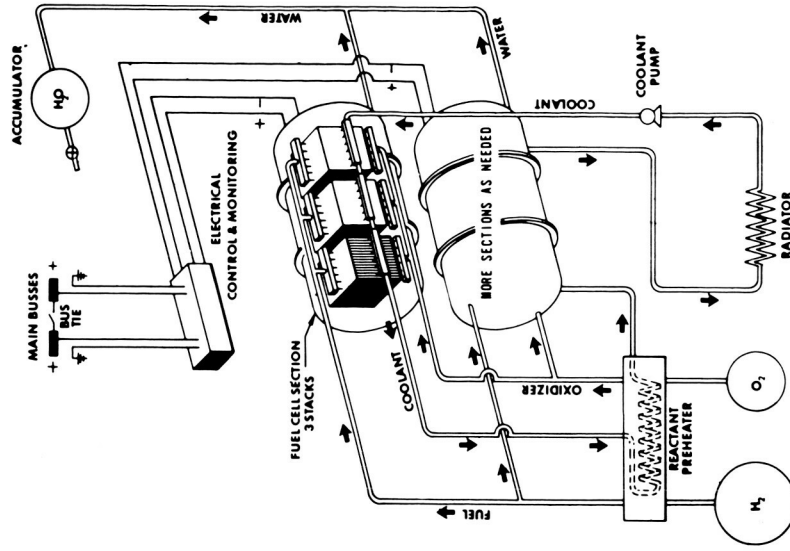 MAIN BUSSES
+
+
BUS
TIE
ACCUMULATOR
H₂O
WATER
ELECTRICAL
CONTROL & MONITORING
−
+
−
+
WATER
FUEL CELL SECTION
3 STACKS
COOLANT
COOLANT
COOLANT
PUMP
MORE SECTIONS AS NEEDED
FUEL
OXIDIZER
RADIATOR
REACTANT
PREHEATER
H₂
O₂